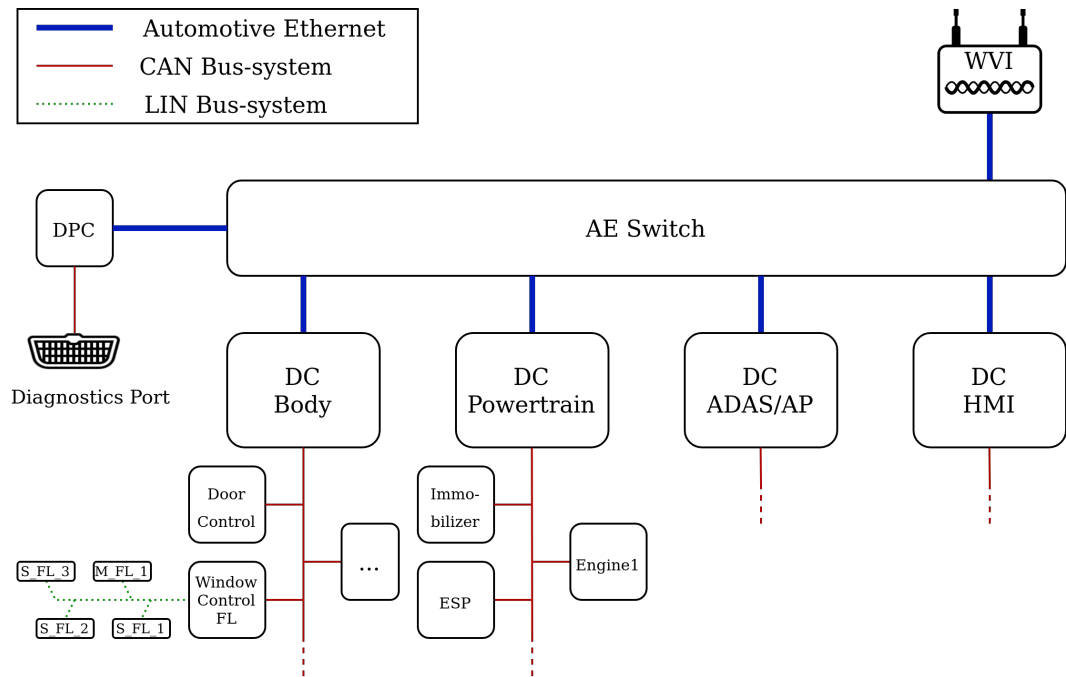 Automotive Ethernet
CAN Bus-system
LIN Bus-system
WVI
DPC
AE Switch
Diagnostics Port
DC
Body
DC
Powertrain
DC
ADAS/AP
DC
HMI
Door
Control
Immo-
bilizer
...
Engine1
S_FL_3
M_FL_1
Window
Control
FL
ESP
S_FL_2
S_FL_1